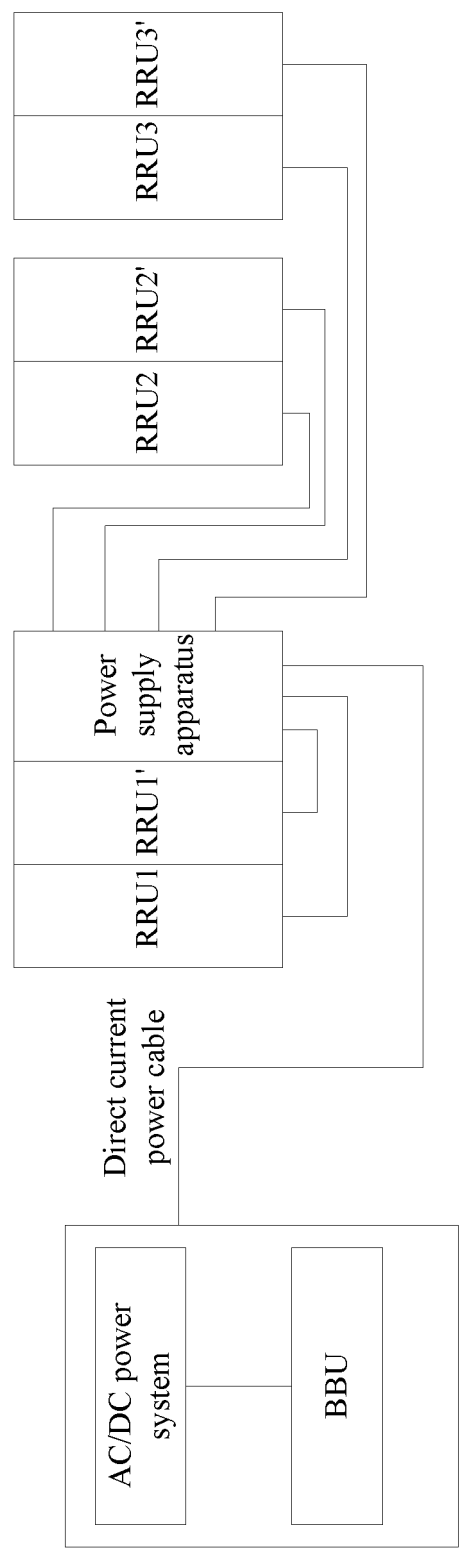 AC/DC power
system
BBU
Direct current
power cable
RRU1
RRU1'
Power
supply
apparatus
RRU2
RRU2'
RRU3
RRU3'